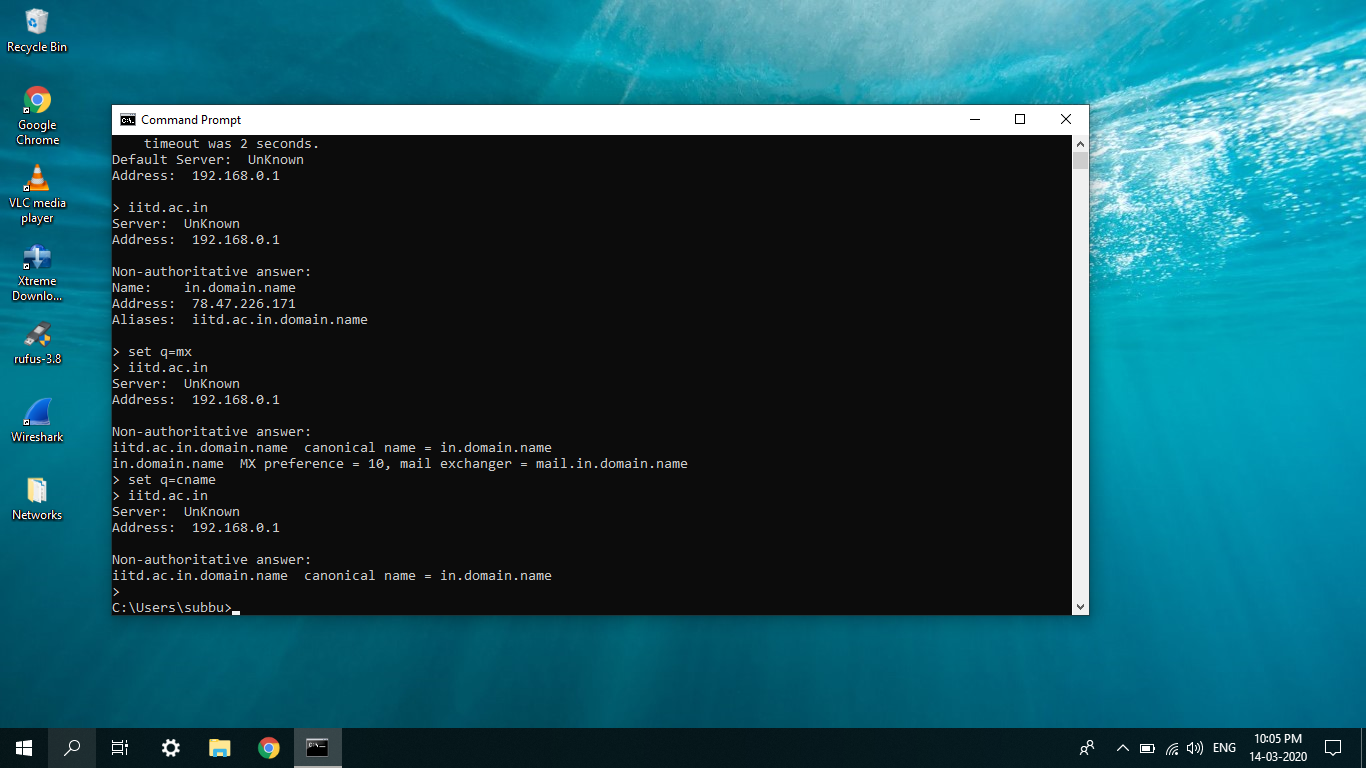 Recycle Bin
Google
Chrome
VLC media
player
Xtreme
Downlo...
rufus-3.8
Wireshark
Networks
Command Prompt
timeout was 2 seconds.
Default Server:  UnKnown
Address:  192.168.0.1
> iitd.ac.in
Server:  UnKnown
Address:  192.168.0.1
Non-authoritative answer:
Name:    in.domain.name
Address:  78.47.226.171
Aliases:  iitd.ac.in.domain.name
> set q=mx
> iitd.ac.in
Server:  UnKnown
Address:  192.168.0.1
Non-authoritative answer:
iitd.ac.in.domain.name  canonical name = in.domain.name
in.domain.name  MX preference = 10, mail exchanger = mail.in.domain.name
> set q=cname
> iitd.ac.in
Server:  UnKnown
Address:  192.168.0.1
Non-authoritative answer:
iitd.ac.in.domain.name  canonical name = in.domain.name
>
C:\Users\subbu>
ENG
10:05 PM
14-03-2020